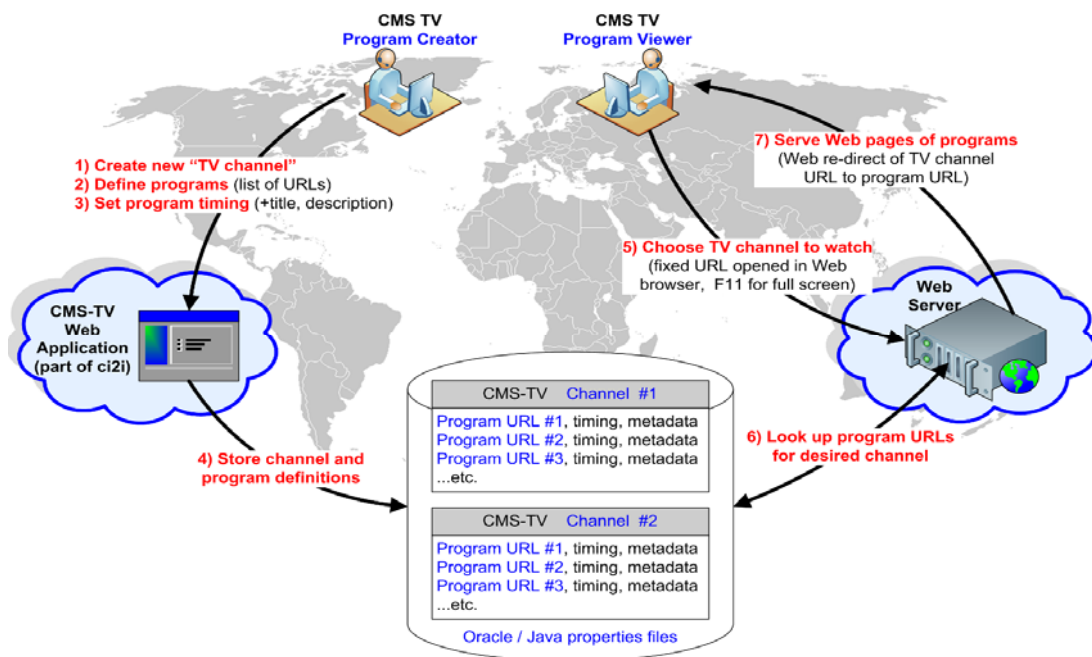 CMS TV
Program Creator
CMS TV
Program Viewer
1) Create new “TV channel”
2) Define programs (list of URLs)
3) Set program timing (+title, description)
7) Serve Web pages of programs
(Web re-direct of TV channel
URL to program URL)
5) Choose TV channel to watch
(fixed URL opened in Web
browser, F11 for full screen)
CMS-TV
Web
Application
(part of ci2i)
Web
Server
4) Store channel and
program definitions
6) Look up program URLs
for desired channel
CMS-TV Channel #1
Program URL #1, timing, metadata
Program URL #2, timing, metadata
Program URL #3, timing, metadata
...etc.
CMS-TV Channel #2
Program URL #1, timing, metadata
Program URL #2, timing, metadata
Program URL #3, timing, metadata
...etc.
Oracle / Java properties files